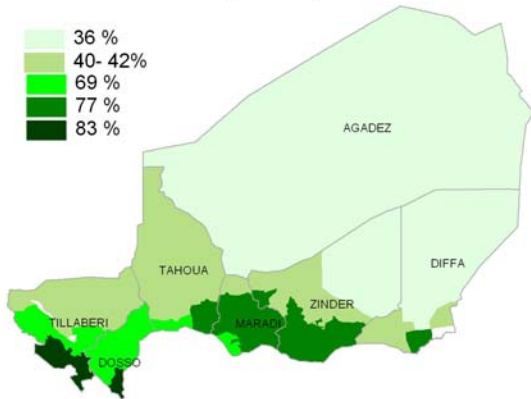 36 %
40- 42%
69 %
77 %
83 %
AGADEZ
DIFFA
TAHOUA
ZINDER
TILLABERI
MARADI
DOSSO